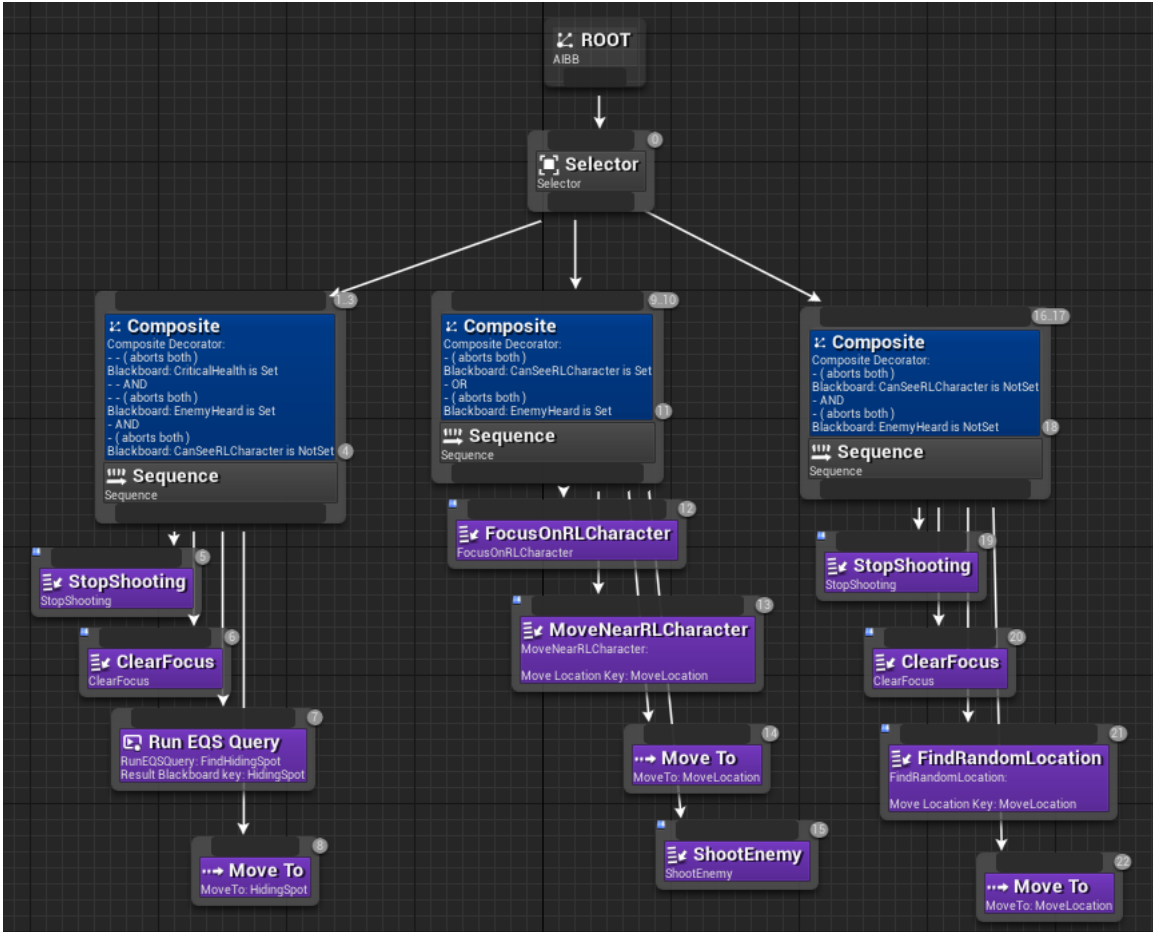 ROOT
AIBB
0
Selector
Selector
1..3
Composite
Composite Decorator:
- - ( aborts both )
Blackboard: CriticalHealth is Set
- - AND
- - ( aborts both )
Blackboard: EnemyHeard is Set
- AND
- ( aborts both )
Blackboard: CanSeeRLCharacter is NotSet
4
Sequence
Sequence
5
StopShooting
StopShooting
6
ClearFocus
ClearFocus
7
Run EQS Query
RunEQSQuery: FindHidingSpot
Result Blackboard key: HidingSpot
8
Move To
MoveTo: HidingSpot
9..10
Composite
Composite Decorator:
- ( aborts both )
Blackboard: CanSeeRLCharacter is Set
- OR
- ( aborts both )
Blackboard: EnemyHeard is Set
11
Sequence
Sequence
12
FocusOnRLCharacter
FocusOnRLCharacter
13
MoveNearRLCharacter
MoveNearRLCharacter:
Move Location Key: MoveLocation
14
Move To
MoveTo: MoveLocation
15
ShootEnemy
ShootEnemy
16..17
Composite
Composite Decorator:
- ( aborts both )
Blackboard: CanSeeRLCharacter is NotSet
- AND
- ( aborts both )
Blackboard: EnemyHeard is NotSet
18
Sequence
Sequence
19
StopShooting
StopShooting
20
ClearFocus
ClearFocus
21
FindRandomLocation
FindRandomLocation:
Move Location Key: MoveLocation
22
Move To
MoveTo: MoveLocation